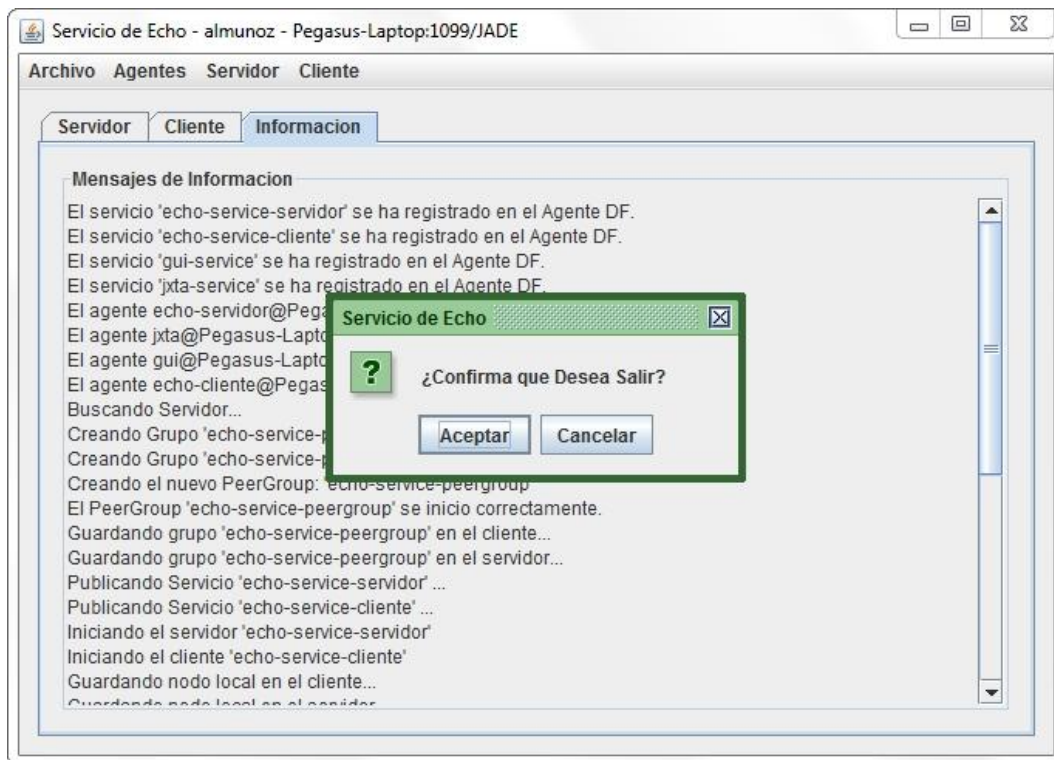 Servicio de Echo - almunoz - Pegasus-Laptop:1099/JADE
Archivo Agentes Servidor Cliente
Servidor Cliente Informacion
Mensajes de Informacion
El servicio 'echo-service-servidor' se ha registrado en el Agente DF.
El servicio 'echo-service-cliente' se ha registrado en el Agente DF.
El servicio 'gui-service' se ha registrado en el Agente DF.
El servicio 'jxta-service' se ha registrado en el Agente DF.
El agente echo-servidor@Pega
El agente jxta@Pegasus-Lapto
El agente gui@Pegasus-Lapto
El agente echo-cliente@Pegas
Buscando Servidor...
Creando Grupo 'echo-service-p
Creando Grupo 'echo-service-p
Creando el nuevo PeerGroup: 'echo-service-peergroup'
El PeerGroup 'echo-service-peergroup' se inicio correctamente.
Guardando grupo 'echo-service-peergroup' en el cliente...
Guardando grupo 'echo-service-peergroup' en el servidor...
Publicando Servicio 'echo-service-servidor' ...
Publicando Servicio 'echo-service-cliente' ...
Iniciando el servidor 'echo-service-servidor'
Iniciando el cliente 'echo-service-cliente'
Guardando nodo local en el cliente...
Guardando nodo local en el servidor
Servicio de Echo
?
¿Confirma que Desea Salir?
Aceptar Cancelar